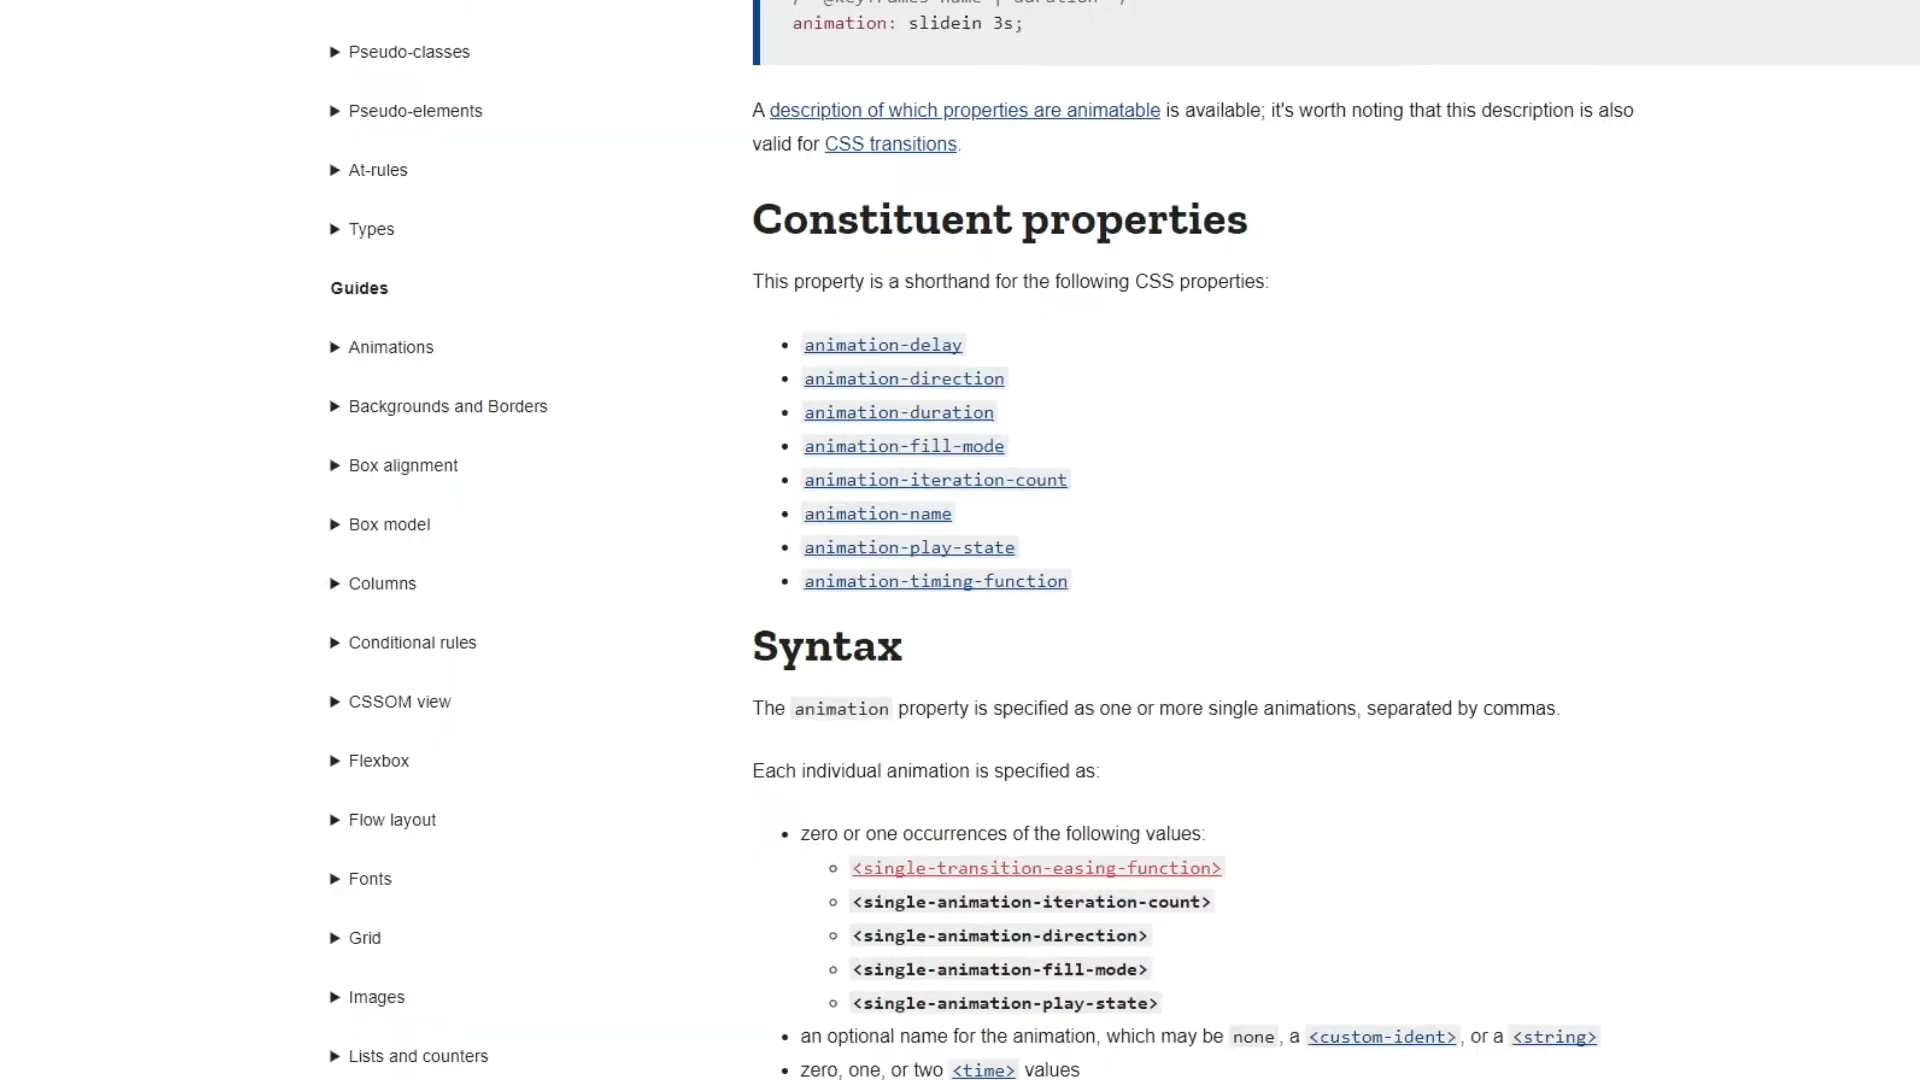 Pseudo-classes
Pseudo-elements
At-rules
Types
Guides
Animations
Backgrounds and Borders
Box alignment
Box model
Columns
Conditional rules
CSSOM view
Flexbox
Flow layout
Fonts
Grid
Images
Lists and counters
animation: slidein 3s;
A description of which properties are animatable is available; it's worth noting that this description is also
valid for CSS transitions.
Constituent properties
This property is a shorthand for the following CSS properties:
animation-delay
animation-direction
animation-duration
animation-fill-mode
animation-iteration-count
animation-name
animation-play-state
animation-timing-function
Syntax
The animation property is specified as one or more single animations, separated by commas.
Each individual animation is specified as:
zero or one occurrences of the following values:
<single-transition-easing-function>
<single-animation-iteration-count>
<single-animation-direction>
<single-animation-fill-mode>
<single-animation-play-state>
an optional name for the animation, which may be none, a <custom-ident>, or a <string>
zero, one, or two <time> values